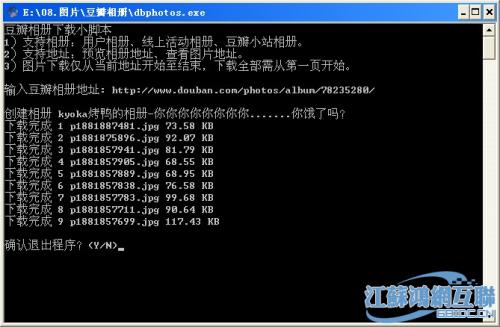 E:\08.图片\豆瓣相册\dbphotos.exe
豆瓣相册下载小脚本
1）支持相册：用户相册、线上活动相册、豆瓣小站相册。
2）支持地址：预览相册地址、查看图片地址。
3）图片下载仅从当前地址开始至结束，下载全部需从第一页开始。
输入豆瓣相册地址：http://www.douban.com/photos/album/78235280/
创建相册 kyoka烤鸭的相册-你你你你你你你你.......你饿了吗？
下载完成 1 p1881887481.jpg 73.58 KB
下载完成 2 p1881875896.jpg 92.07 KB
下载完成 3 p1881857941.jpg 81.79 KB
下载完成 4 p1881857905.jpg 68.55 KB
下载完成 5 p1881857889.jpg 68.95 KB
下载完成 6 p1881857838.jpg 76.58 KB
下载完成 7 p1881857783.jpg 99.68 KB
下载完成 8 p1881857711.jpg 90.64 KB
下载完成 9 p1881857699.jpg 117.43 KB
确认退出程序？(Y/N)_
江蘇鴻網互聯